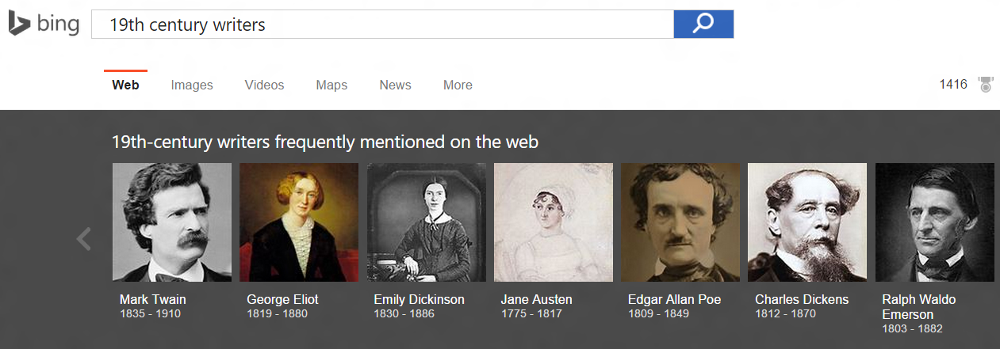 bing
19th century writers
Web Images Videos Maps News More
1416
19th-century writers frequently mentioned on the web
Mark Twain
1835 - 1910
George Eliot
1819 - 1880
Emily Dickinson
1830 - 1886
Jane Austen
1775 - 1817
Edgar Allan Poe
1809 - 1849
Charles Dickens
1812 - 1870
Ralph Waldo
Emerson
1803 - 1882